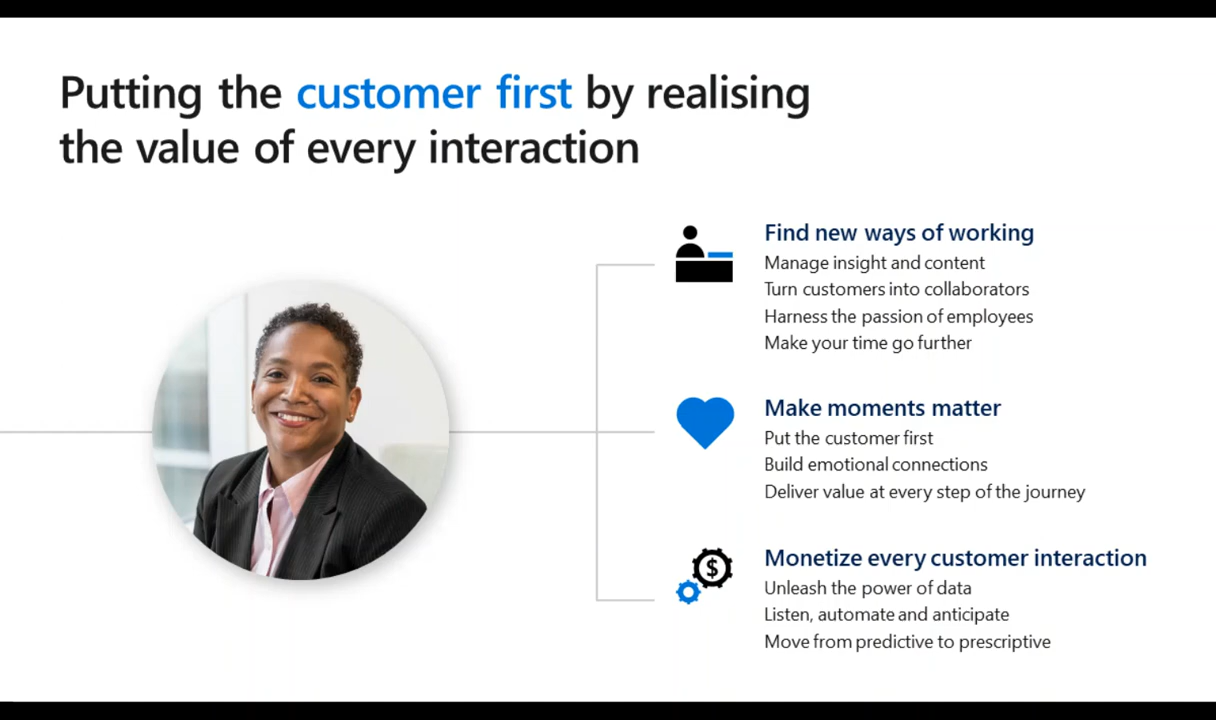 Putting the customer first by realising
the value of every interaction
Find new ways of working
Manage insight and content
Turn customers into collaborators
Harness the passion of employees
Make your time go further
Make moments matter
Put the customer first
Build emotional connections
Deliver value at every step of the journey
$
Monetize every customer interaction
Unleash the power of data
Listen, automate and anticipate
Move from predictive to prescriptive